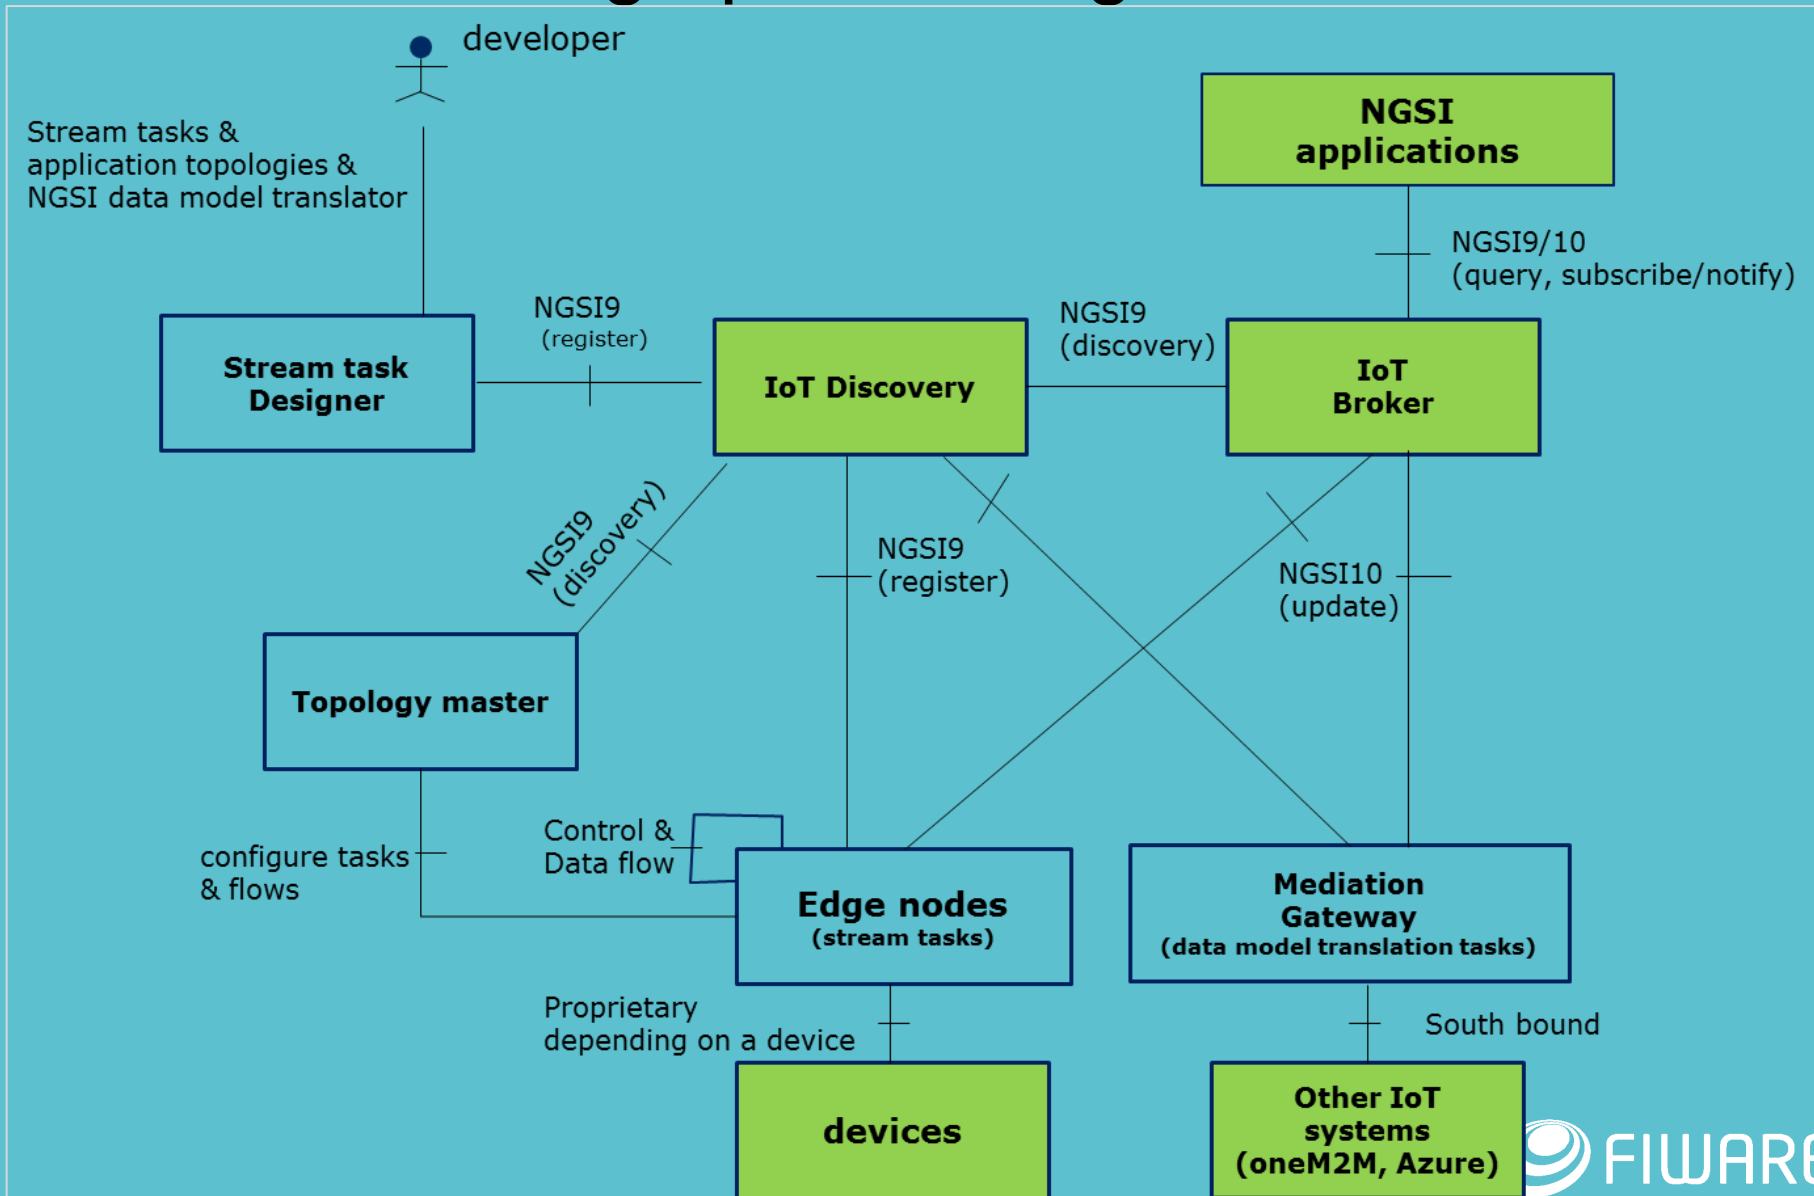 developer
Stream tasks &
application topologies &
NGSI data model translator
NGSI
applications
NGSI9/10
(query, subscribe/notify)
NGSI9
(register)
NGSI9
(discovery)
Stream task
Designer
IoT Discovery
IoT
Broker
NGSI9
(discovery)
NGSI9
(register)
NGSI10
(update)
Topology master
Control &
Data flow
configure tasks
& flows
Edge nodes
(stream tasks)
Mediation
Gateway
(data model translation tasks)
Proprietary
depending on a device
South bound
devices
Other IoT
systems
(oneM2M, Azure)
FIWARE